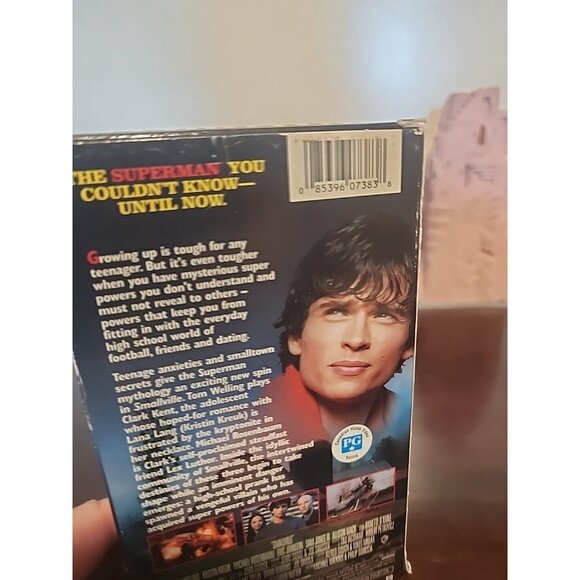 THE SUPERMAN YOU
COULDN'T KNOW—
UNTIL NOW.
0 85396 07383 8
Growing up is tough for any
teenager. But it's even tougher
when you have mysterious super
powers you don't understand and
must not reveal to others –
powers that keep you from
fitting in with the everyday
high school world of
football, friends and dating.
Teenage anxieties and smalltown
secrets give the Superman
mythology an exciting new spin
in Smallville. Tom Welling plays
Clark Kent, the adolescent
whose hoped-for romance with
Lana Lang (Kristin Kreuk) is
frustrated by the kryptonite in
her necklace. Michael Rosenbaum
is Clark's self-proclaimed steadfast
friend Lex Luthor. Inside the idyllic
community of Smallville, the intertwined
destinies of these three begin to take
shape while an imminent danger
emerges: a high-school prank has
spawned a vengeful villain who has
acquired super powers of his own.
Canadian Home Video
PG
Rating